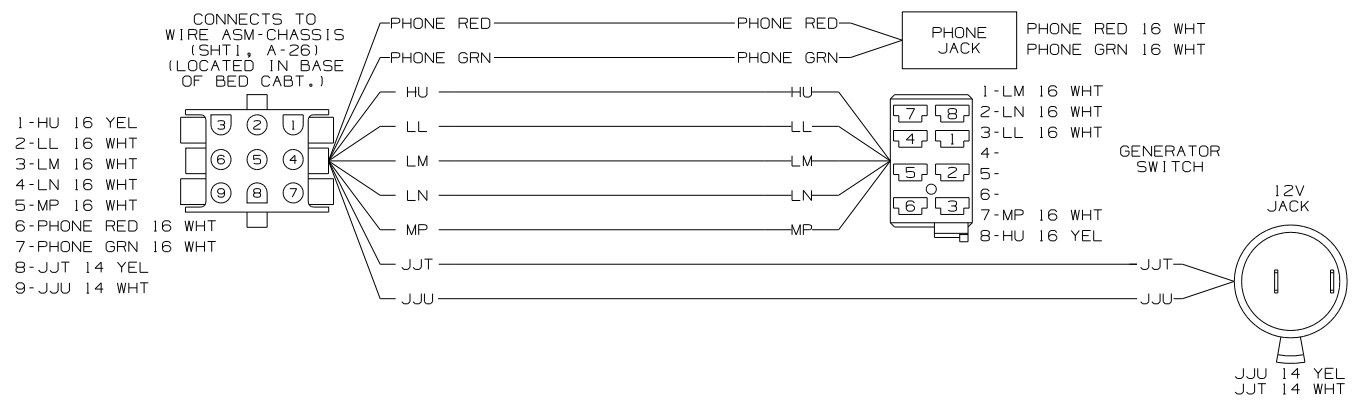 CONNECTS TO
WIRE ASM-CHASSIS
(SHT1, A-26)
(LOCATED IN BASE
OF BED CABT.)
1-HU 16 YEL
2-LL 16 WHT
3-LM 16 WHT
4-LN 16 WHT
5-MP 16 WHT
6-PHONE RED 16 WHT
7-PHONE GRN 16 WHT
8-JJT 14 YEL
9-JJU 14 WHT
3 2 1
6 5 4
9 8 7
PHONE RED PHONE RED
PHONE GRN PHONE GRN
HU HU
LL LL
LM LM
LN LN
MP MP
JJT JJT
JJU JJU
PHONE
JACK
PHONE RED 16 WHT
PHONE GRN 16 WHT
7 8
4 1
5 2
6 3
1-LM 16 WHT
2-LN 16 WHT
3-LL 16 WHT
4-
5-
6-
7-MP 16 WHT
8-HU 16 YEL
GENERATOR
SWITCH
12V
JACK
JJU 14 YEL
JJT 14 WHT